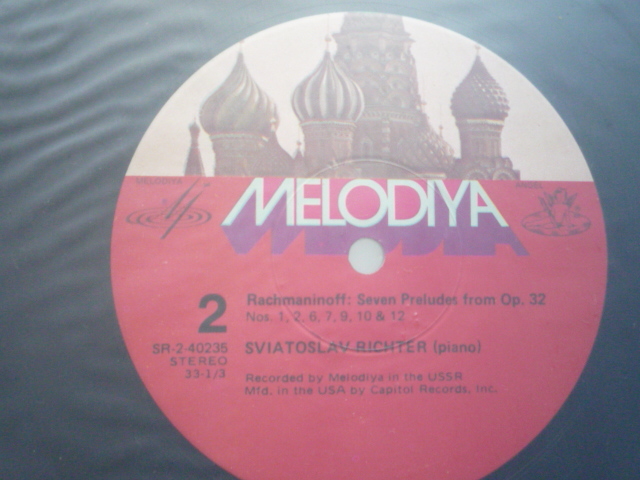 MELODIYA
ANGEL
MELODIYA
2
Rachmaninoff: Seven Preludes from Op. 32
Nos. 1, 2, 6, 7, 9, 10 & 12
SR-2-40235
STEREO
33-1/3
SVIATOSLAV RICHTER (piano)
Recorded by Melodiya in the USSR
Mfd. in the USA by Capitol Records, Inc.